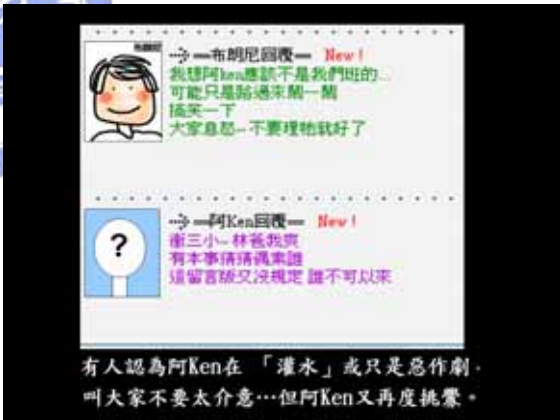 --> ══布朗尼回覆══ New!
我想阿ken應該不是我們班的...
可能只是路過來鬧一鬧
搞笑一下
大家息怒~不要理他就好了
--> ══阿Ken回覆══ New!
衝三小~林爸我爽
有本事猜猜偶素誰
這留言版又沒規定 誰不可以來
?
有人認為阿Ken在 「灌水」或只是惡作劇,
叫大家不要太介意…但阿Ken又再度挑釁。